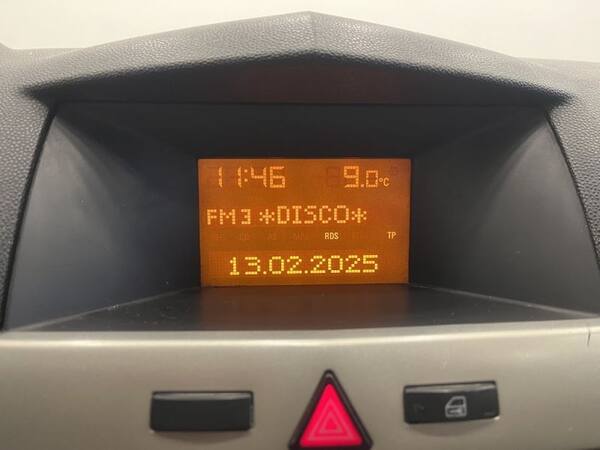 11:46 9.0°C
FM3 *DISCO*
RDS TP
13.02.2025